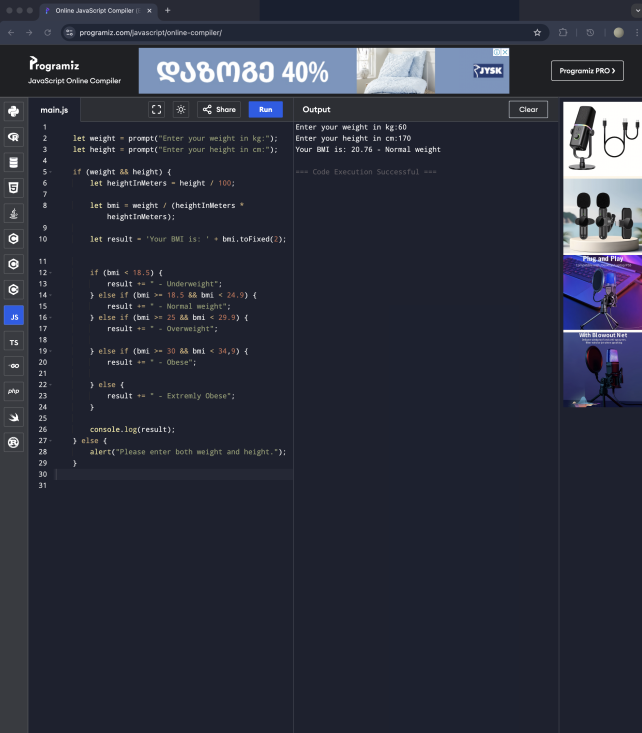 Online JavaScript Compiler (
programiz.com/javascript/online-compiler/
Programiz
JavaScript Online Compiler
ᲓᲐᲖᲝᲒᲔ 40%
JYSK
Programiz PRO >
main.js
Share
Run
Output
Clear
1
2 let weight = prompt("Enter your weight in kg:");
3 let height = prompt("Enter your height in cm:");
4
5 if (weight && height) {
6 let heightInMeters = height / 100;
7
8 let bmi = weight / (heightInMeters *
heightInMeters);
9
10 let result = 'Your BMI is: ' + bmi.toFixed(2);
11
12 if (bmi < 18.5) {
13 result += " - Underweight";
14 } else if (bmi >= 18.5 && bmi < 24.9) {
15 result += " - Normal weight";
16 } else if (bmi >= 25 && bmi < 29.9) {
17 result += " - Overweight";
18
19 } else if (bmi >= 30 && bmi < 34,9) {
20 result += " - Obese";
21
22 } else {
23 result += " - Extremly Obese";
24 }
25
26 console.log(result);
27 } else {
28 alert("Please enter both weight and height.");
29 }
30
31
Enter your weight in kg:60
Enter your height in cm:170
Your BMI is: 20.76 - Normal weight
=== Code Execution Successful ===
JS
TS
GO
php
Plug and Play
With Blowout Net